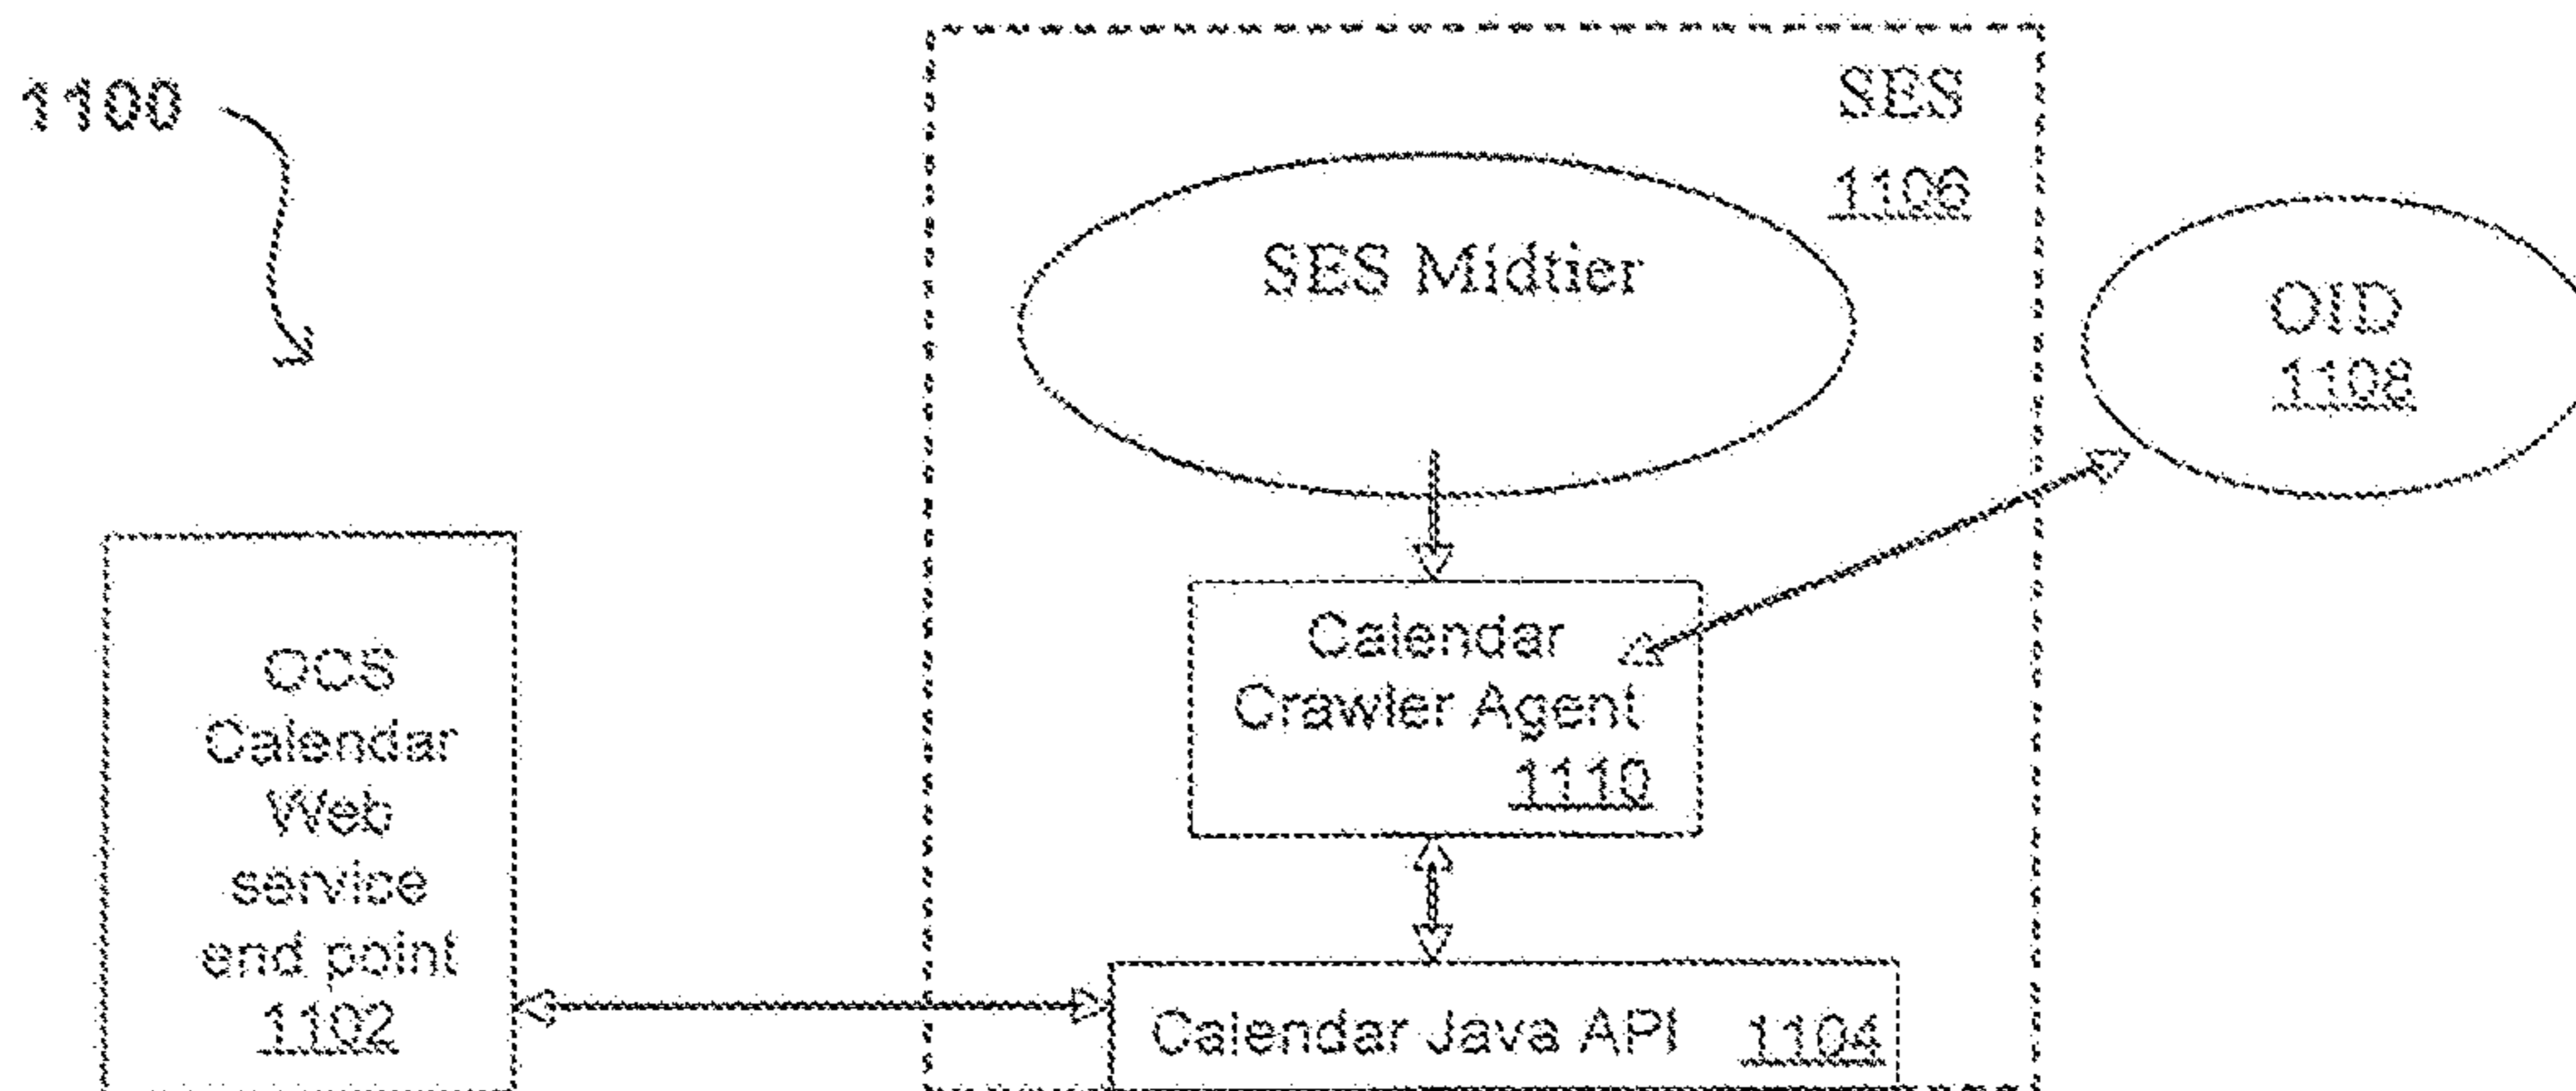 1100
SES
1106
SES Midtier
OID
1108
Calendar
Crawler Agent
1110
OCS
Calendar
Web
service
end point
1102
Calendar Java API 1104